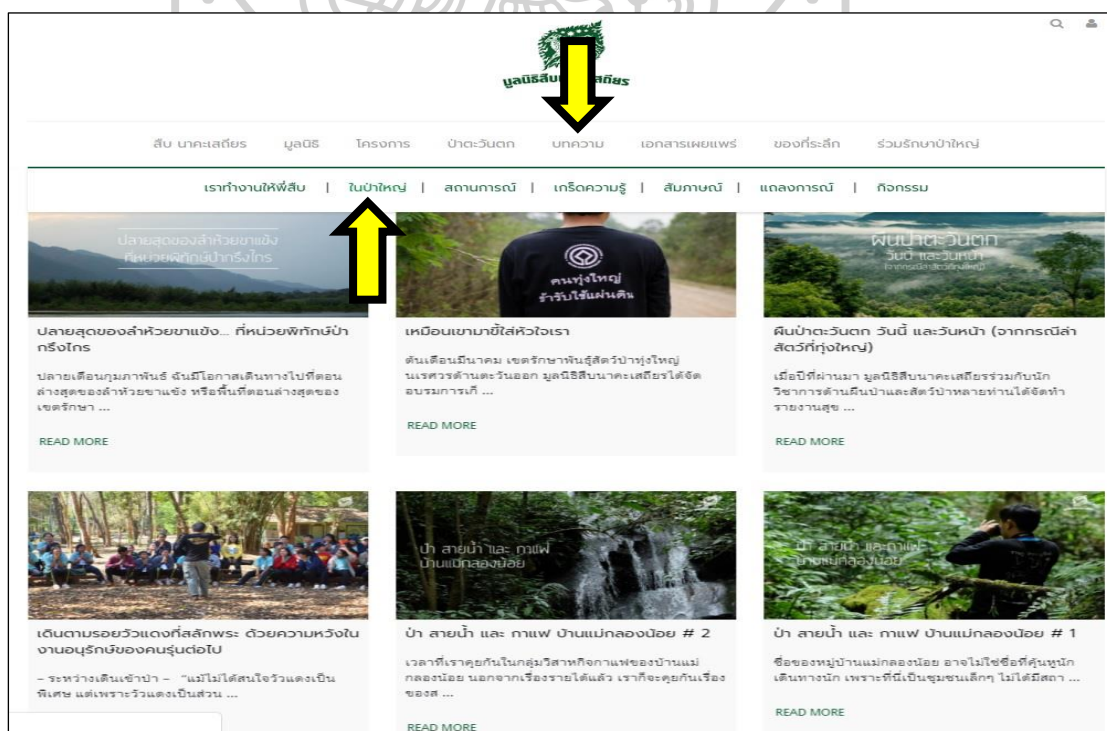 มูลนิธิสืบนาคะเสถียร
สืบ นาคะเสถียร มูลนิธิ โครงการ ป่าตะวันตก บทความ เอกสารเผยแพร่ ของที่ระลึก ร่วมรักษาป่าใหญ่
เราทำงานให้พี่สืบ | ในป่าใหญ่ | สถานการณ์ | เกร็ดความรู้ | สัมภาษณ์ | แถลงการณ์ | กิจกรรม
ปลายสุดของลำห้วยขาแข้ง
ที่หน่วยพิทักษ์ป่ากรึงไกร
ปลายสุดของลำห้วยขาแข้ง... ที่หน่วยพิทักษ์ป่า
กรึงไกร
ปลายเดือนกุมภาพันธ์ ฉันมีโอกาสเดินทางไปที่ตอน
ล่างสุดของลำห้วยขาแข้ง หรือพื้นที่ตอนล่างสุดของ
เขตรักษา ...
READ MORE
คนทุ่งใหญ่
ข้ารับใช้แผ่นดิน
เหมือนเขามาขี้ใส่หัวใจเรา
ต้นเดือนมีนาคม เขตรักษาพันธุ์สัตว์ป่าทุ่งใหญ่
นเรศวรด้านตะวันออก มูลนิธิสืบนาคะเสถียรได้จัด
อบรมการเก็ ...
READ MORE
ผืนป่าตะวันตก
วันนี้ และวันหน้า
(จากกรณีล่าสัตว์ที่ทุ่งใหญ่)
ผืนป่าตะวันตก วันนี้ และวันหน้า (จากกรณีล่า
สัตว์ที่ทุ่งใหญ่)
เมื่อปีที่ผ่านมา มูลนิธิสืบนาคะเสถียรร่วมกับนัก
วิชาการด้านผืนป่าและสัตว์ป่าหลายท่านได้จัดทำ
รายงานสุข ...
READ MORE
เดินตามรอยวัวแดงที่สลักพระ ด้วยความหวังใน
งานอนุรักษ์ของคนรุ่นต่อไป
– ระหว่างเดินเข้าป่า – “แม้ไม่ได้สนใจวัวแดงเป็น
พิเศษ แต่เพราะวัวแดงเป็นส่วน ...
ป่า สายน้ำ และ กาแฟ
บ้านแม่กลองน้อย
ป่า สายน้ำ และ กาแฟ บ้านแม่กลองน้อย # 2
เวลาที่เราคุยกันในกลุ่มวิสาหกิจกาแฟของบ้านแม่
กลองน้อย นอกจากเรื่องรายได้แล้ว เราก็จะคุยกันเรื่อง
ของส ...
READ MORE
ป่า สายน้ำ และกาแฟ
บ้านแม่กลองน้อย
ป่า สายน้ำ และ กาแฟ บ้านแม่กลองน้อย # 1
ชื่อของหมู่บ้านแม่กลองน้อย อาจไม่ใช่ชื่อที่คุ้นหูนัก
เดินทางนัก เพราะที่นี่เป็นชุมชนเล็กๆ ไม่ได้มีสถา ...
READ MORE